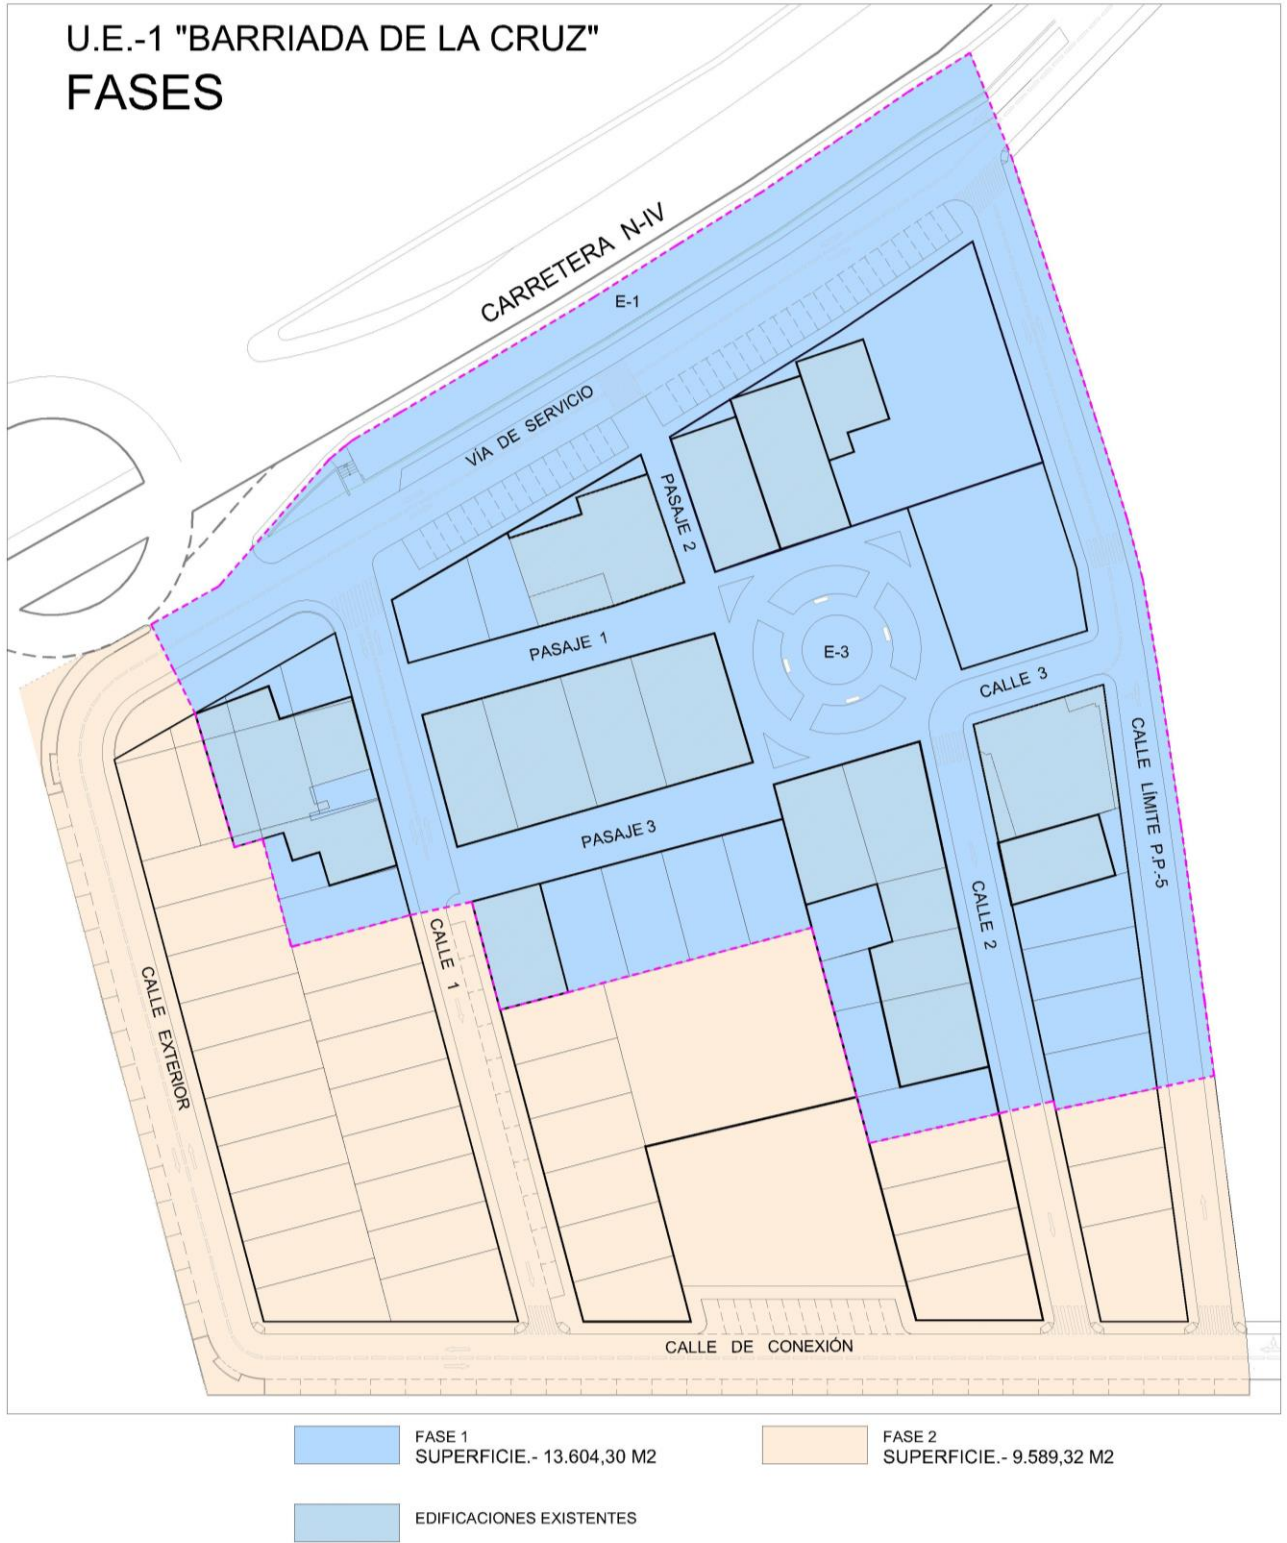 U.E.-1 "BARRIADA DE LA CRUZ"
FASES
CARRETERA N-IV
E-1
VÍA DE SERVICIO
PASAJE 2
PASAJE 1
E-3
CALLE 3
CALLE LÍMITE P.P.-5
PASAJE 3
CALLE 2
CALLE 1
CALLE EXTERIOR
CALLE DE CONEXIÓN
FASE 1
SUPERFICIE.- 13.604,30 M2
FASE 2
SUPERFICIE.- 9.589,32 M2
EDIFICACIONES EXISTENTES